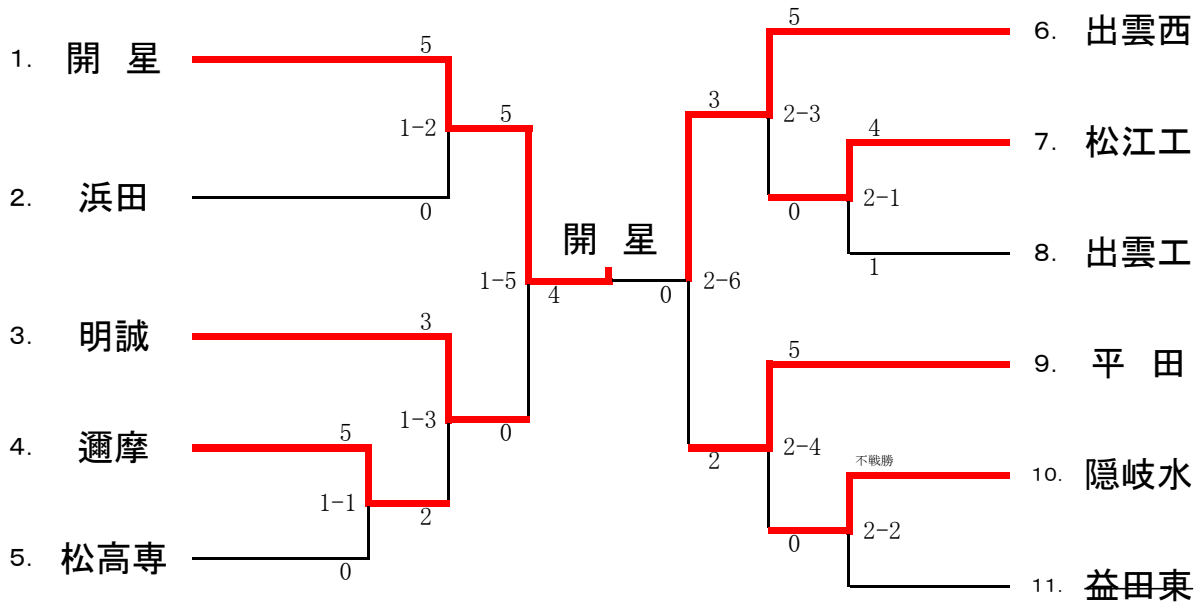 1. 開 星
5
1-2
5
2. 浜田
0
開 星
1-5
4
0
2-6
3. 明誠
3
1-3
0
4. 邇摩
5
1-1
2
5. 松高専
0
5
6. 出雲西
3
2-3
4
7. 松江工
0
2-1
8. 出雲工
1
5
9. 平 田
2
2-4
不戦勝
10. 隠岐水
0
2-2
11. 益田東